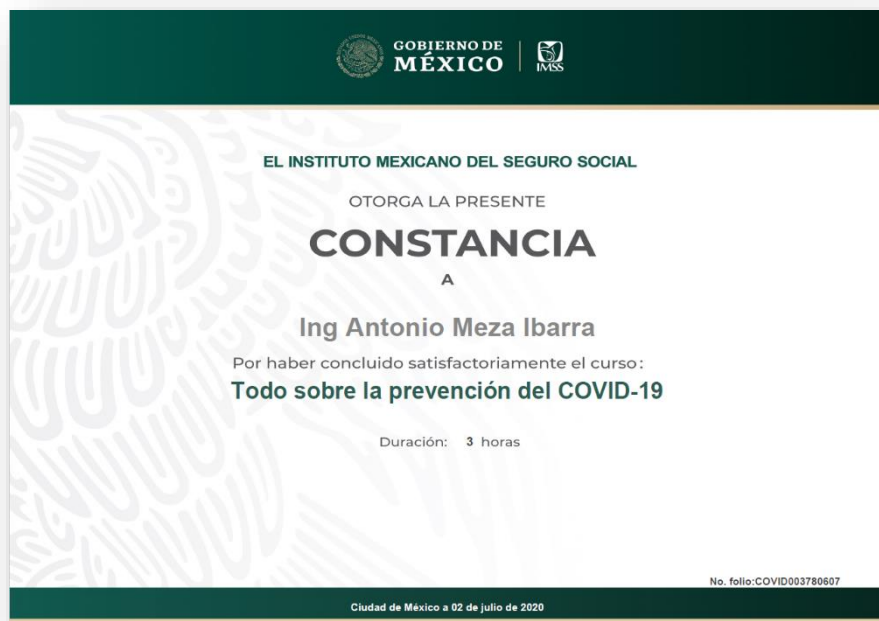 GOBIERNO DE
MÉXICO
IMSS
EL INSTITUTO MEXICANO DEL SEGURO SOCIAL
OTORGA LA PRESENTE
CONSTANCIA
A
Ing Antonio Meza Ibarra
Por haber concluido satisfactoriamente el curso:
Todo sobre la prevención del COVID-19
Duración: 3 horas
No. folio:COVID003780607
Ciudad de México a 02 de julio de 2020